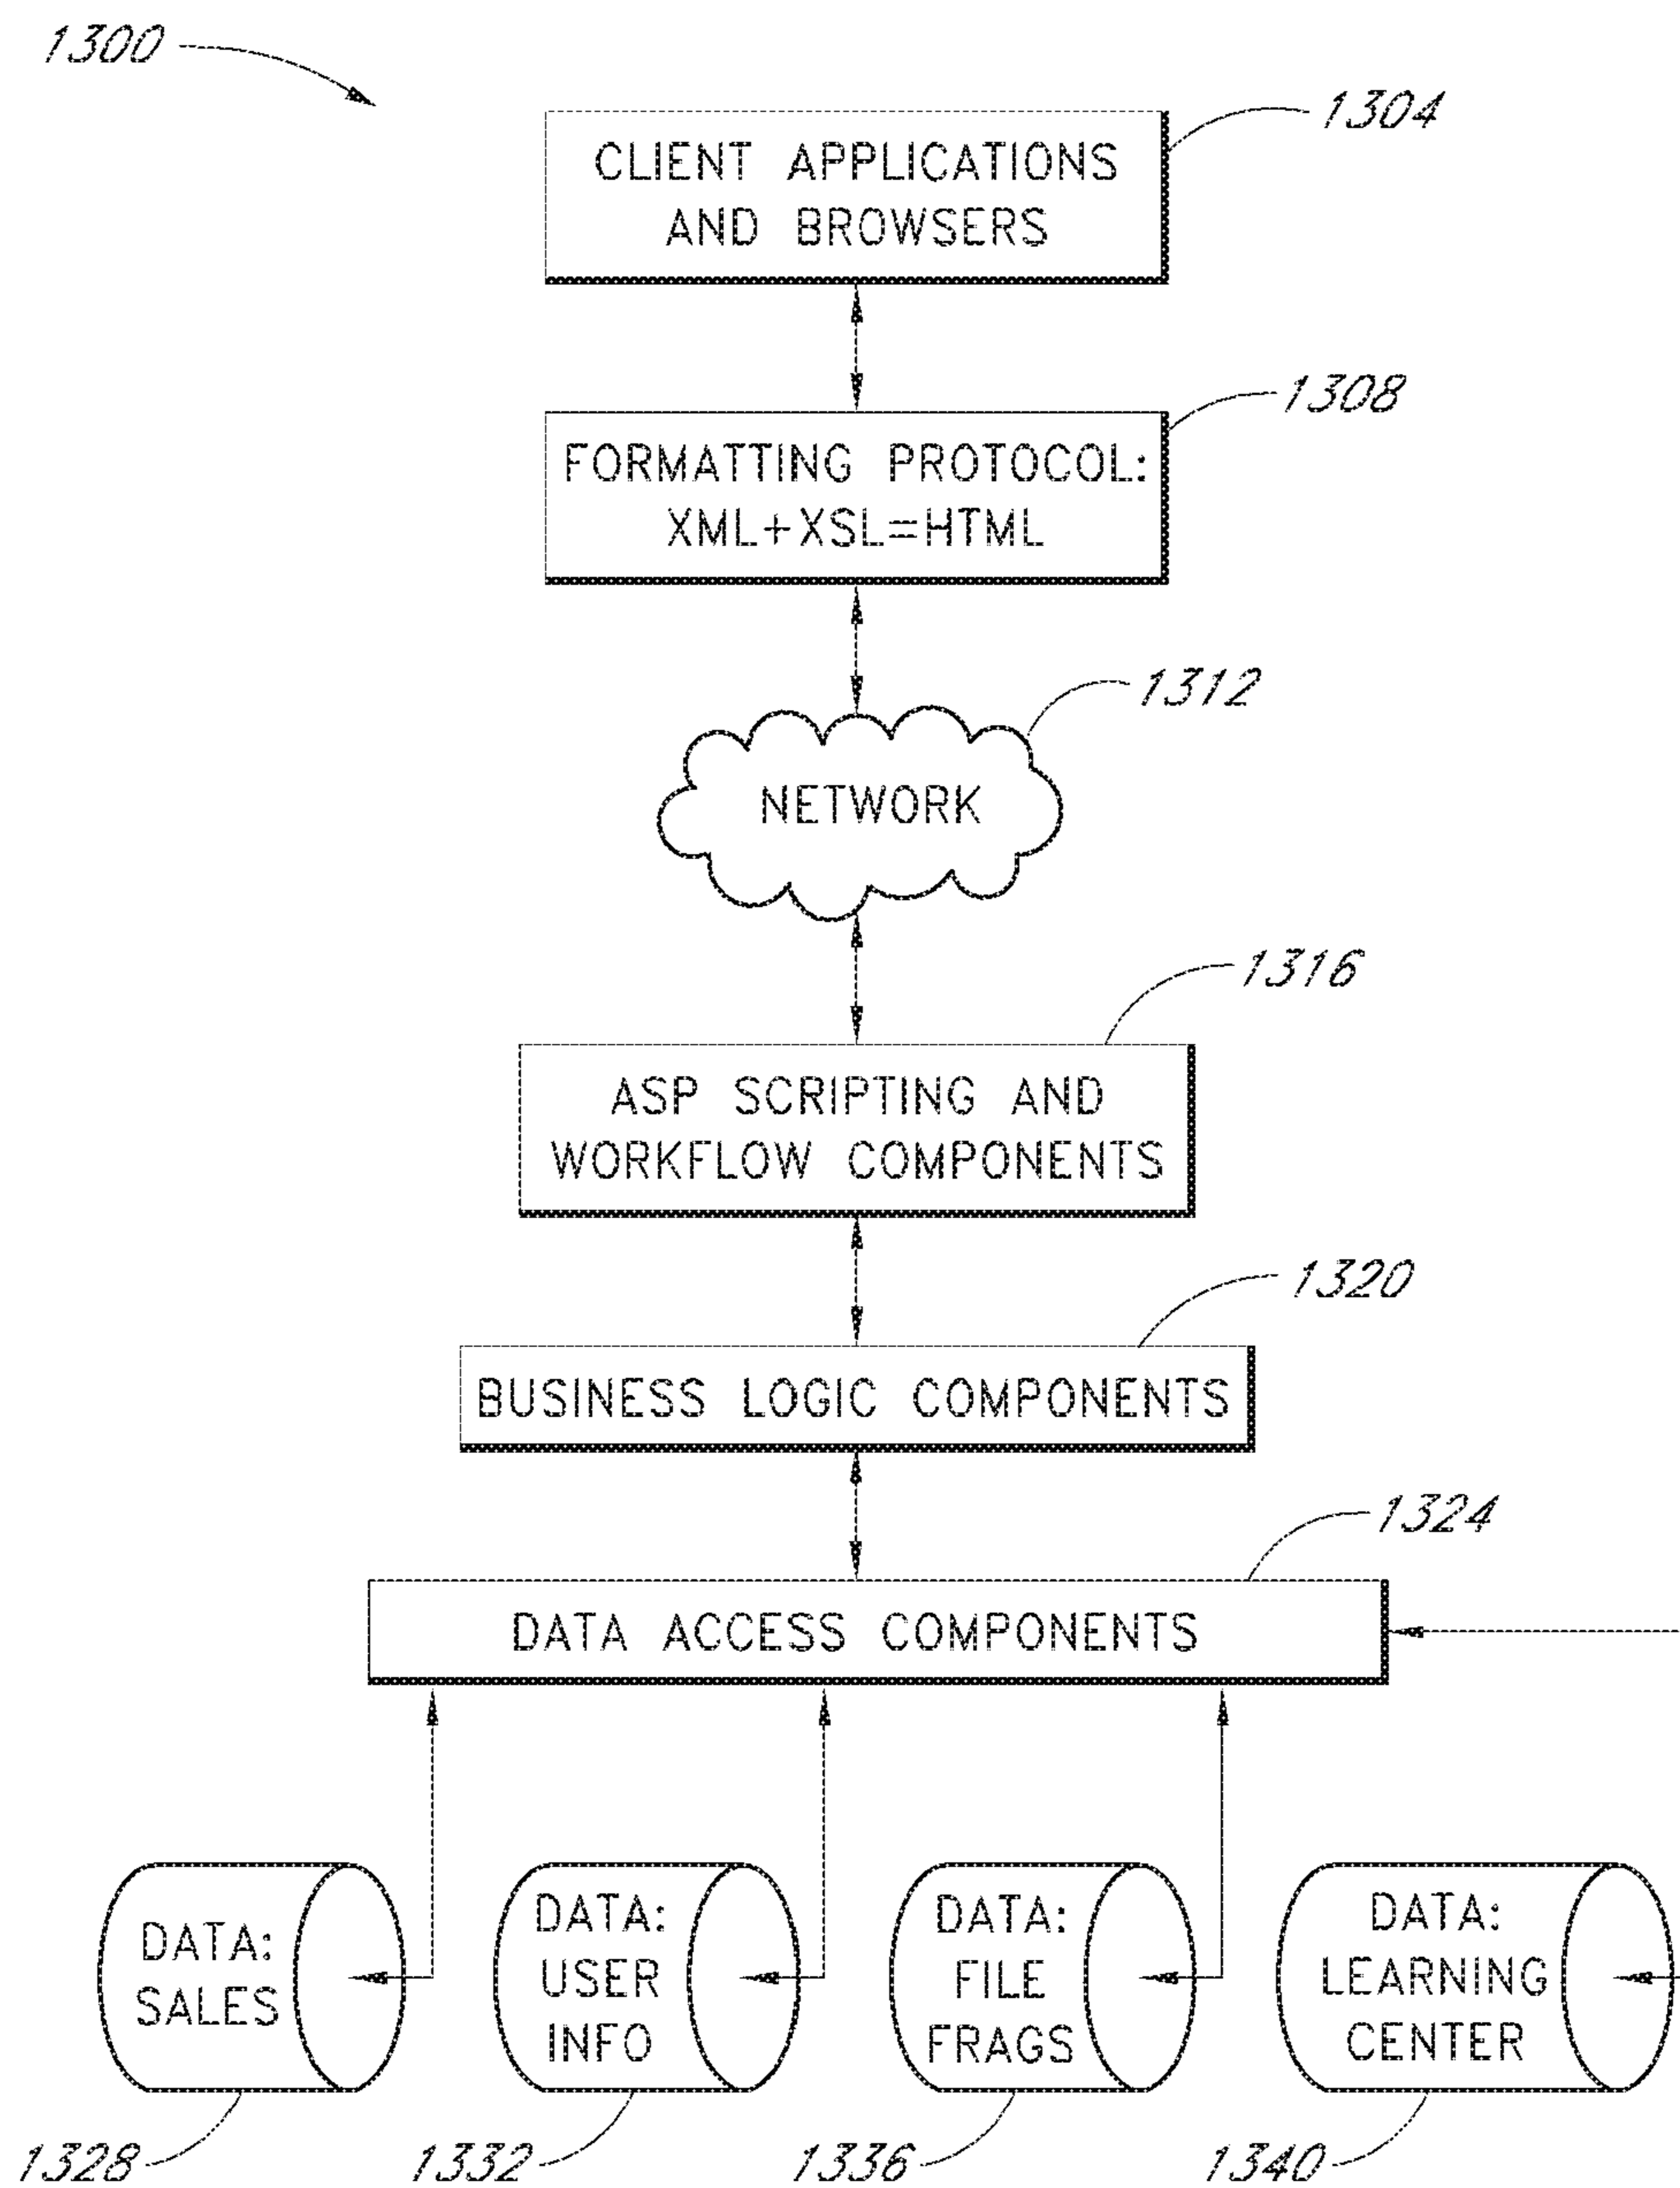 1300
1304
CLIENT APPLICATIONS
AND BROWSERS
1308
FORMATTING PROTOCOL:
XML+XSL=HTML
1312
NETWORK
1316
ASP SCRIPTING AND
WORKFLOW COMPONENTS
1320
BUSINESS LOGIC COMPONENTS
1324
DATA ACCESS COMPONENTS
DATA:
SALES
DATA:
USER
INFO
DATA:
FILE
FRAGS
DATA:
LEARNING
CENTER
1328
1332
1336
1340